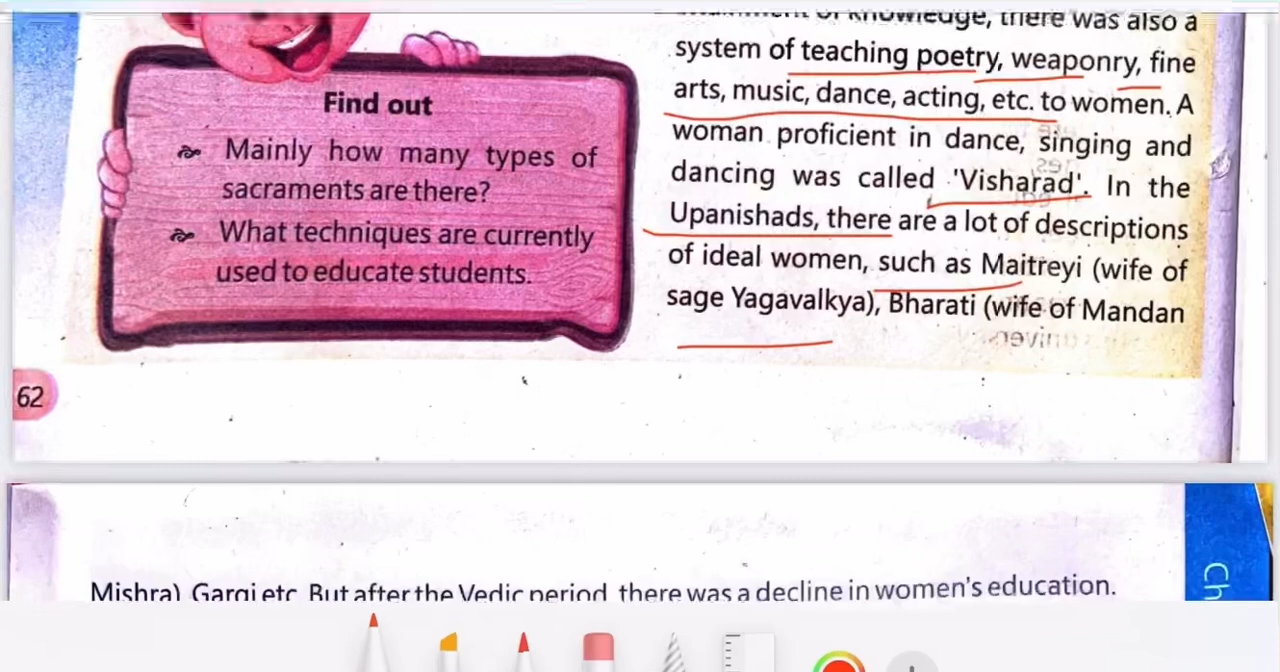 Find out
Mainly how many types of
sacraments are there?
What techniques are currently
used to educate students.
62
of knowledge, there was also a
system of teaching poetry, weaponry, fine
arts, music, dance, acting, etc. to women. A
woman proficient in dance, singing and
dancing was called 'Visharad'. In the
Upanishads, there are a lot of descriptions
of ideal women, such as Maitreyi (wife of
sage Yagavalkya), Bharati (wife of Mandan
Mishra) Gargi etc But after the Vedic period there was a decline in women's education.
Ch